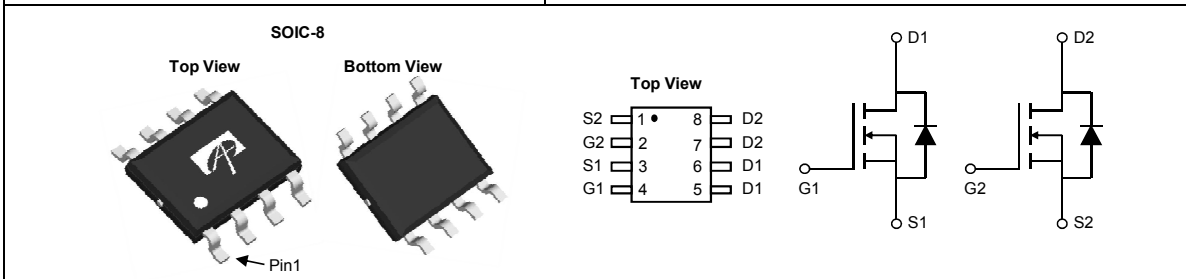 SOIC-8
Top View
Bottom View
Pin1
Top View
S2 1 8 D2
G2 2 7 D2
S1 3 6 D1
G1 4 5 D1
D1
G1
S1
D2
G2
S2